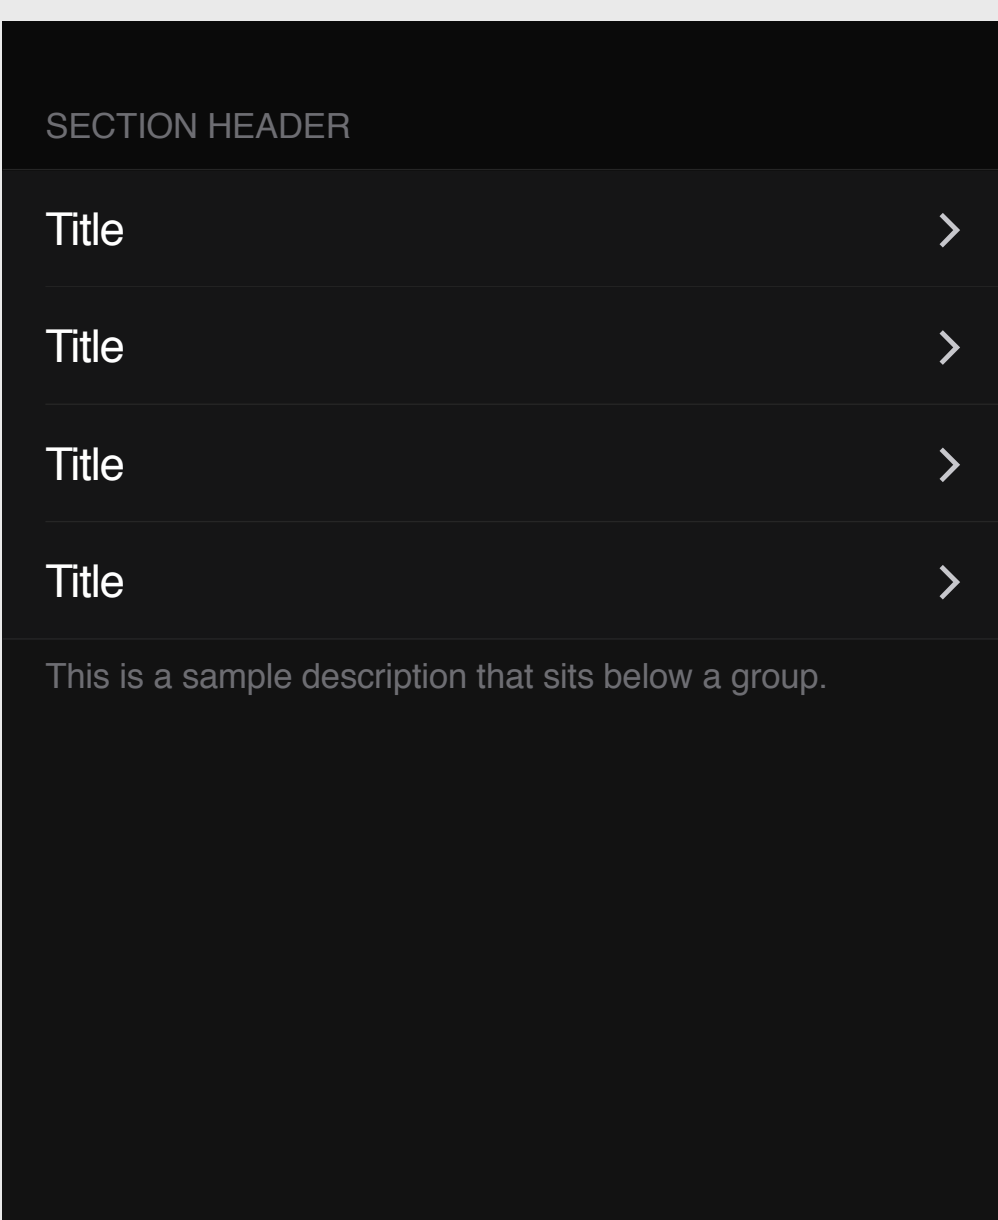 SECTION HEADER
Title
Title
Title
Title
This is a sample description that sits below a group.